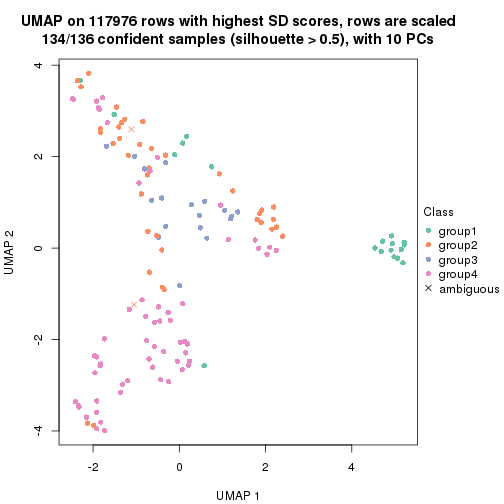 UMAP on 117976 rows with highest SD scores, rows are scaled
134/136 confident samples (silhouette > 0.5), with 10 PCs
4
2
0
-2
-4
UMAP 2
-2
0
2
4
UMAP 1
Class
group1
group2
group3
group4
ambiguous